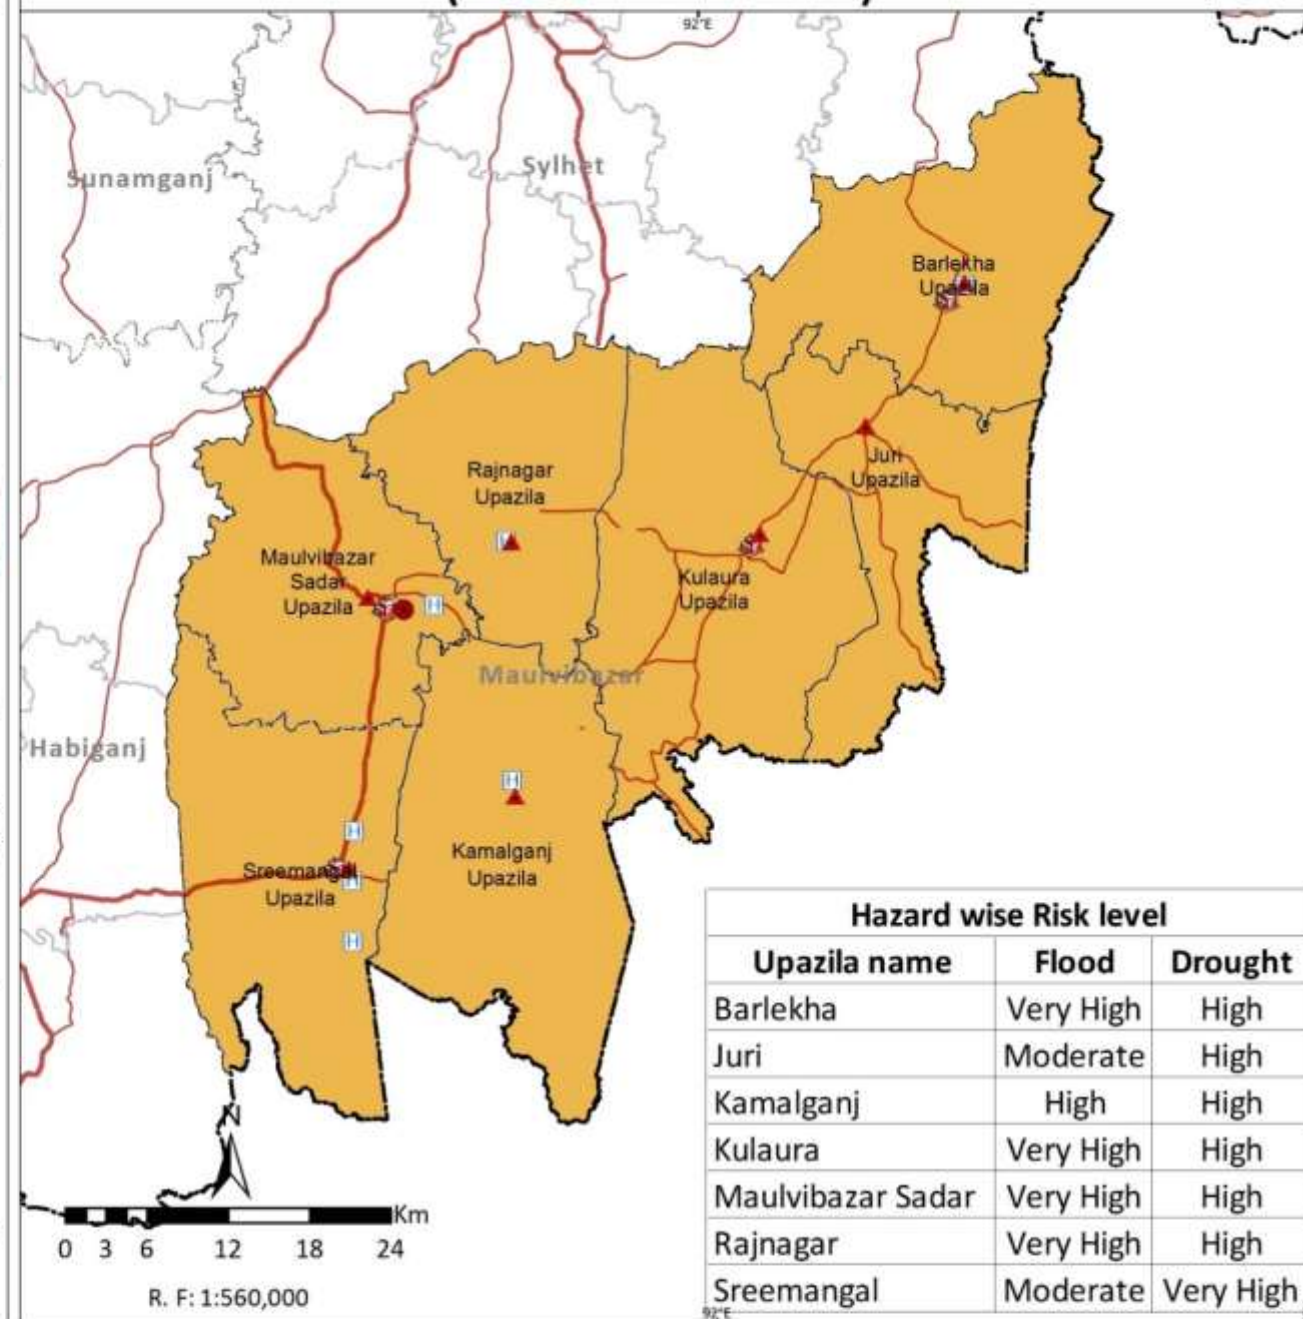 92°E
Sunamganj
Sylhet
Barlekha
Upazila
Rajnagar
Upazila
Juri
Upazila
Maulvibazar
Sadar
Upazila
Kulaura
Upazila
Maulvibazar
Habiganj
Kamalganj
Upazila
Sreemangal
Upazila
H
H
H
H
H
N
Km
0 3 6 12 18 24
R. F: 1:560,000
Hazard wise Risk level
Upazila name Flood Drought
Barlekha Very High High
Juri Moderate High
Kamalganj High High
Kulaura Very High High
Maulvibazar Sadar Very High High
Rajnagar Very High High
Sreemangal Moderate Very High
92°E